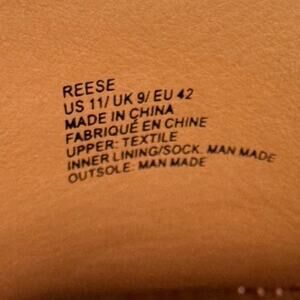 REESE
US 11/ UK 9/ EU 42
MADE IN CHINA
FABRIQUÉ EN CHINE
UPPER: TEXTILE
INNER LINING/SOCK: MAN MADE
OUTSOLE: MAN MADE